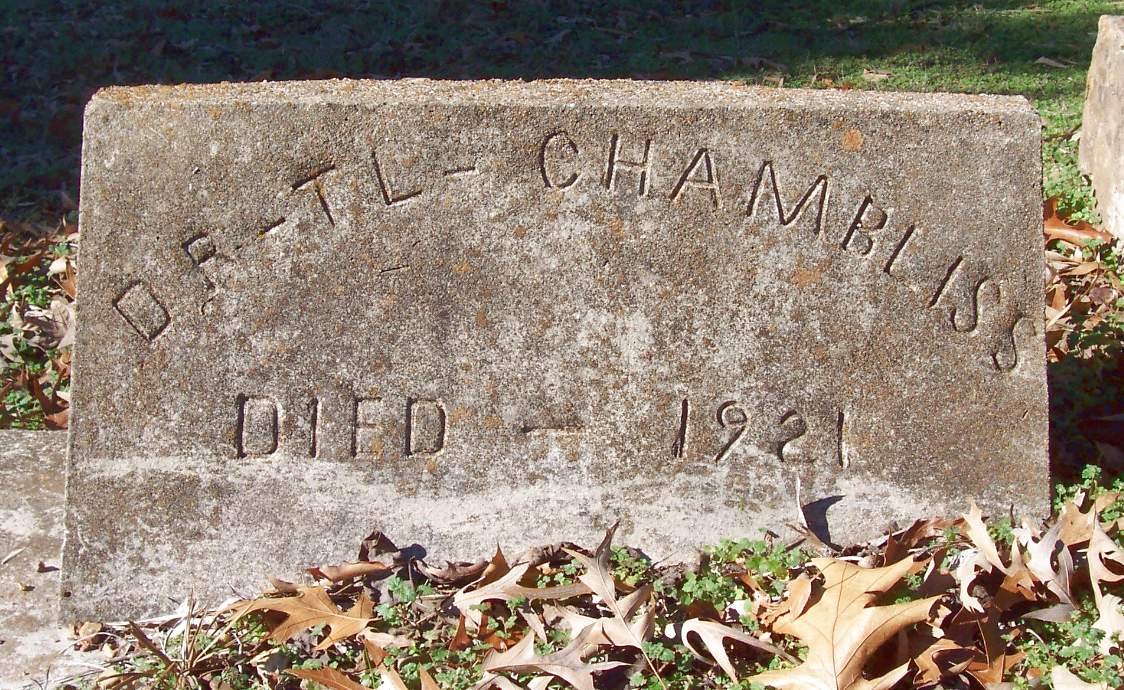 DR-TL-CHAMBLISS
DIED - 1921